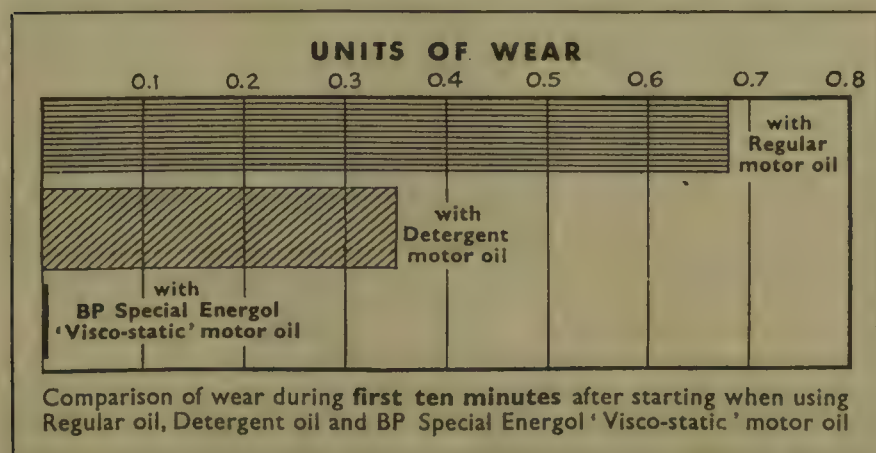 UNITS OF WEAR
0.1 0.2 0.3 0.4 0.5 0.6 0.7 0.8
with
Regular
motor oil
with
Detergent
motor oil
with
BP Special Energol
‘Visco-static’ motor oil
Comparison of wear during first ten minutes after starting when using
Regular oil, Detergent oil and BP Special Energol ‘Visco-static’ motor oil